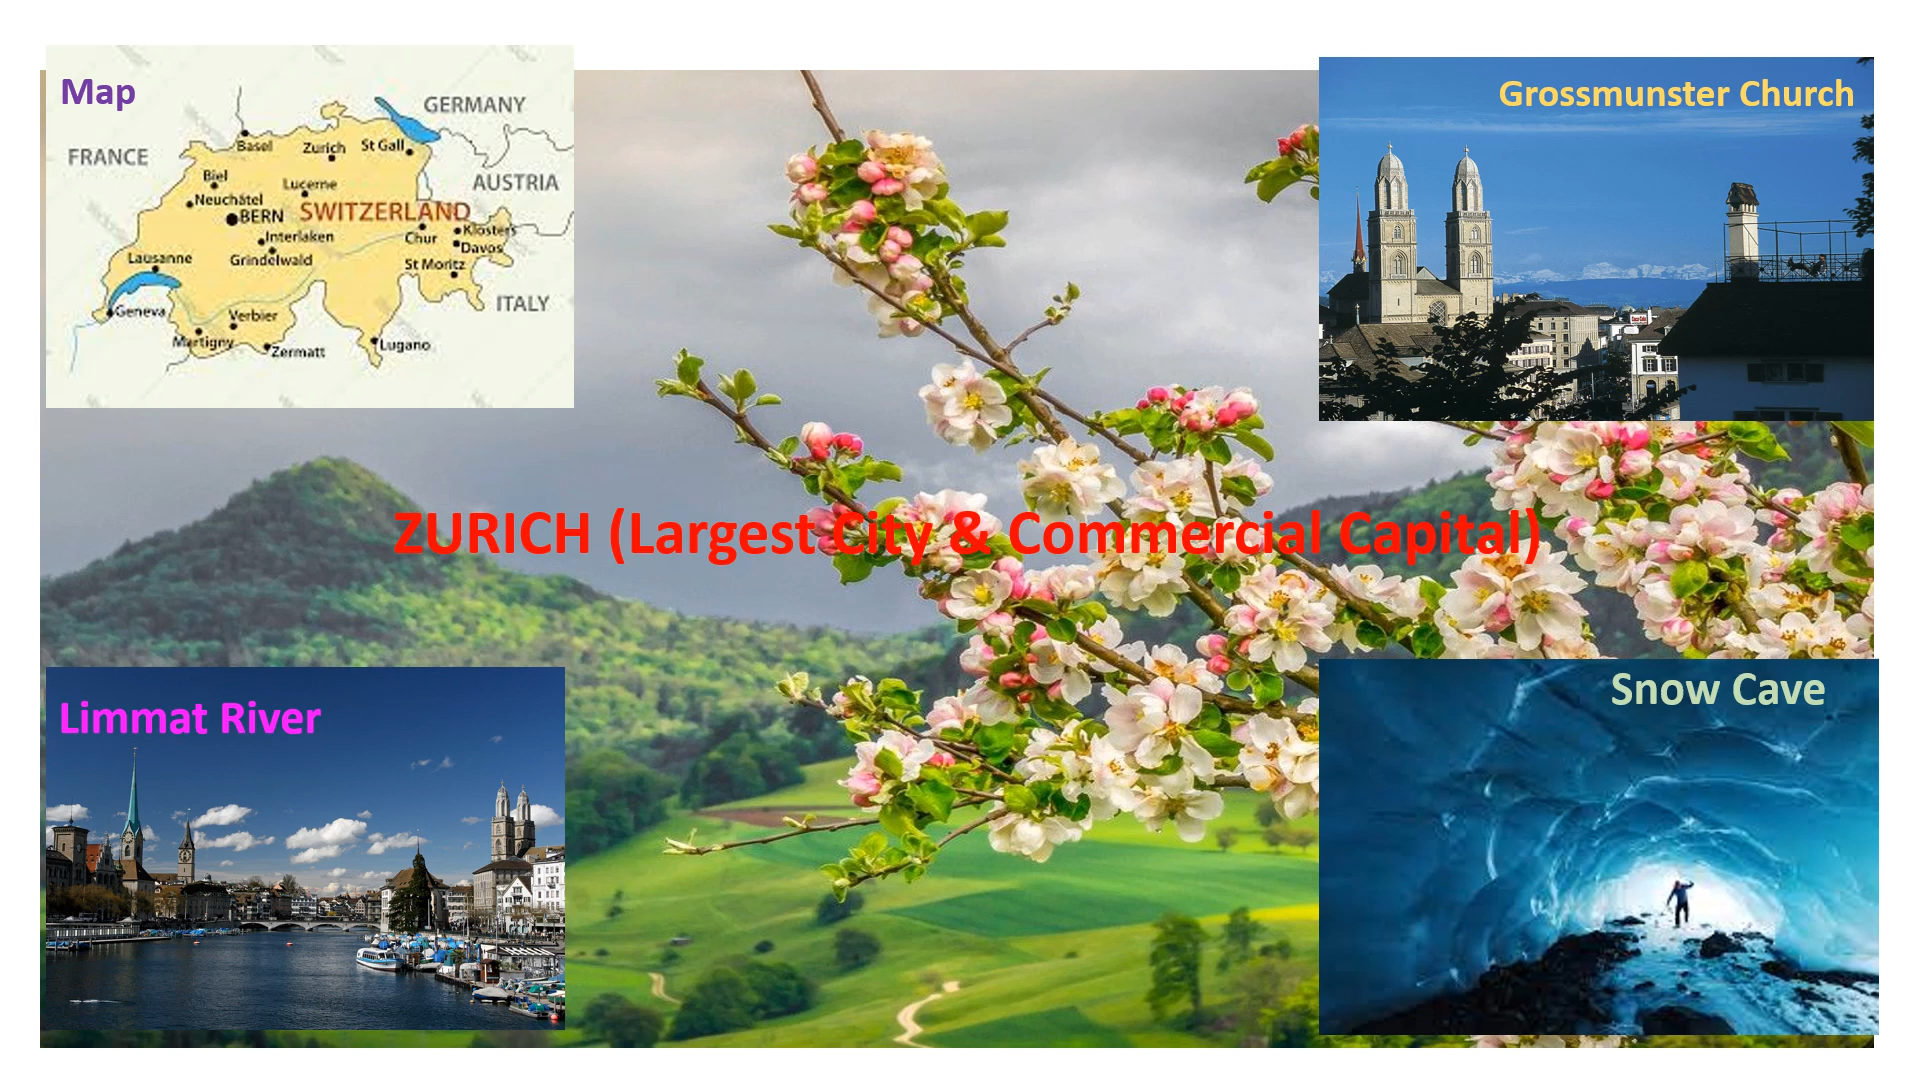 Map
GERMANY
FRANCE
Basel
Zurich
St Gall
AUSTRIA
Biel
Lucerne
Neuchâtel
BERN
SWITZERLAND
Interlaken
Chur
Klosters
Davos
Lausanne
Grindelwald
St Moritz
Geneva
Verbier
ITALY
Martigny
Zermatt
Lugano
Grossmunster Church
ZURICH (Largest City & Commercial Capital)
Limmat River
Snow Cave